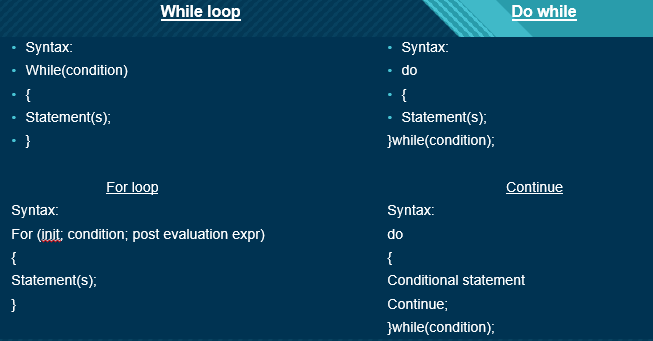 While loop
• Syntax:
• While(condition)
• {
• Statement(s);
• }
Do while
• Syntax:
• do
• {
• Statement(s);
}while(condition);
For loop
Syntax:
For (init; condition; post evaluation expr)
{
Statement(s);
}
Continue
Syntax:
do
{
Conditional statement
Continue;
}while(condition);